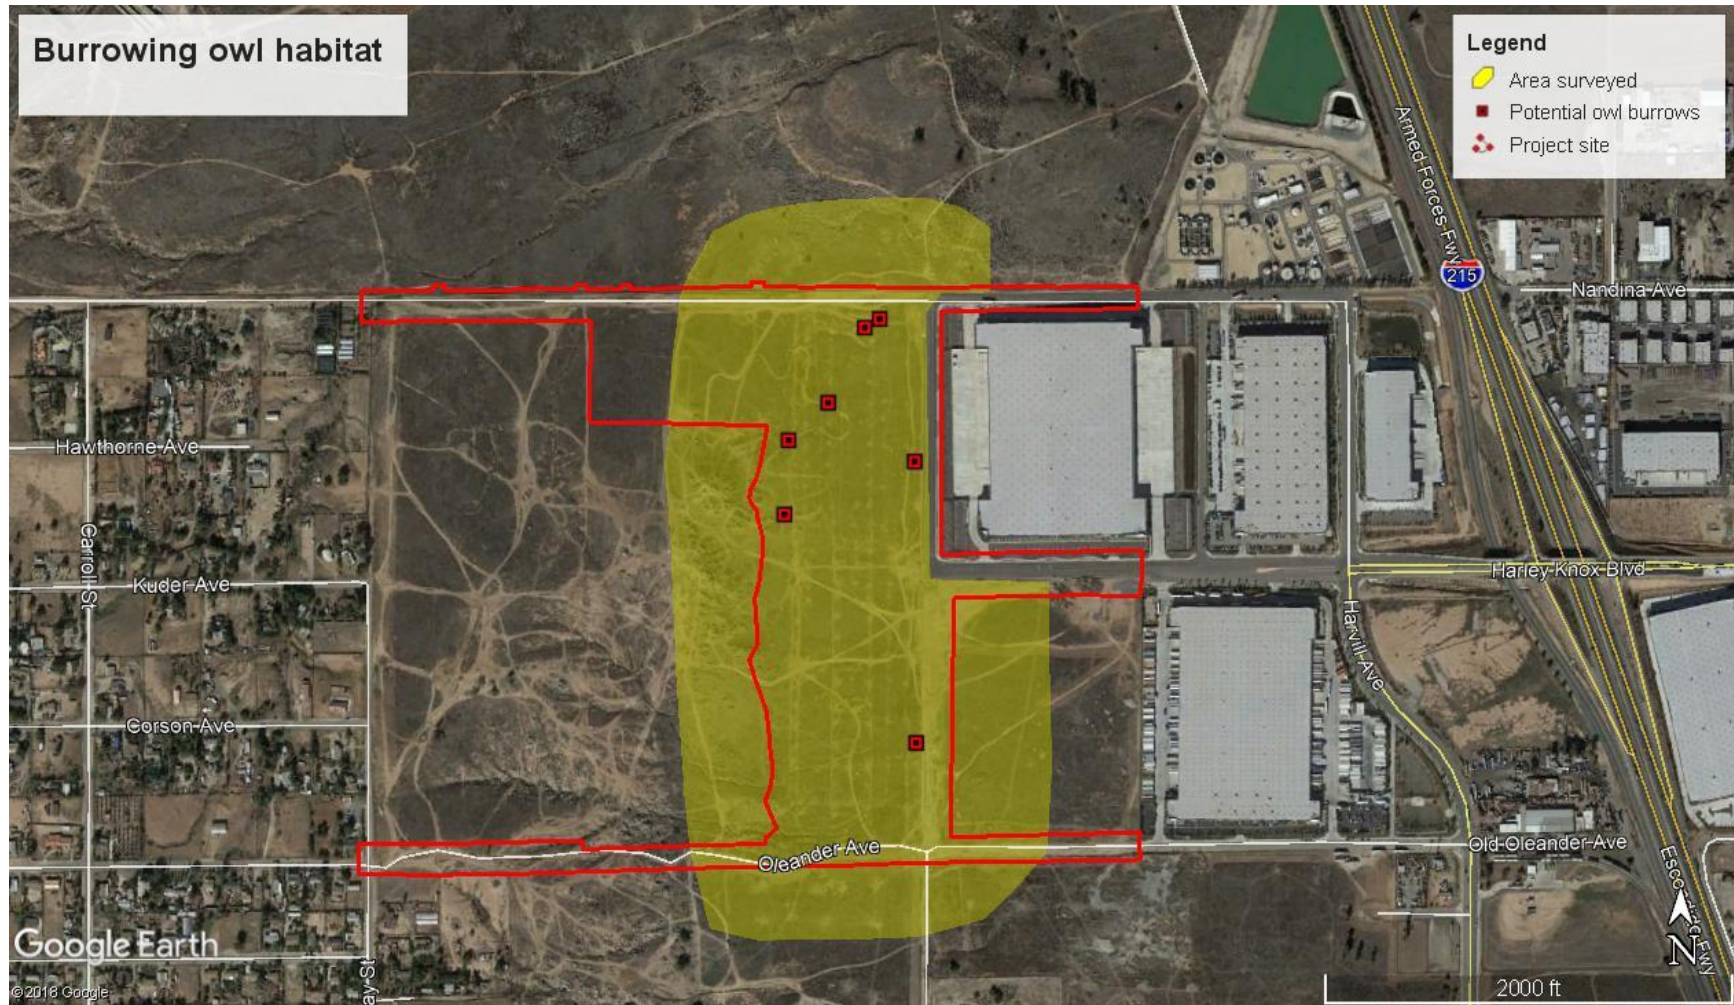 Burrowing owl habitat
Legend
Area surveyed
Potential owl burrows
Project site
Armed Forces Fwy
215
Nandina Ave
Hawthorne Ave
Carroll St
Kuder Ave
Harley Knox Blvd
Harvill Ave
Corson Ave
Oleander Ave
Old Oleander Ave
Google Earth
N
ay St
© 2018 Google
2000 ft